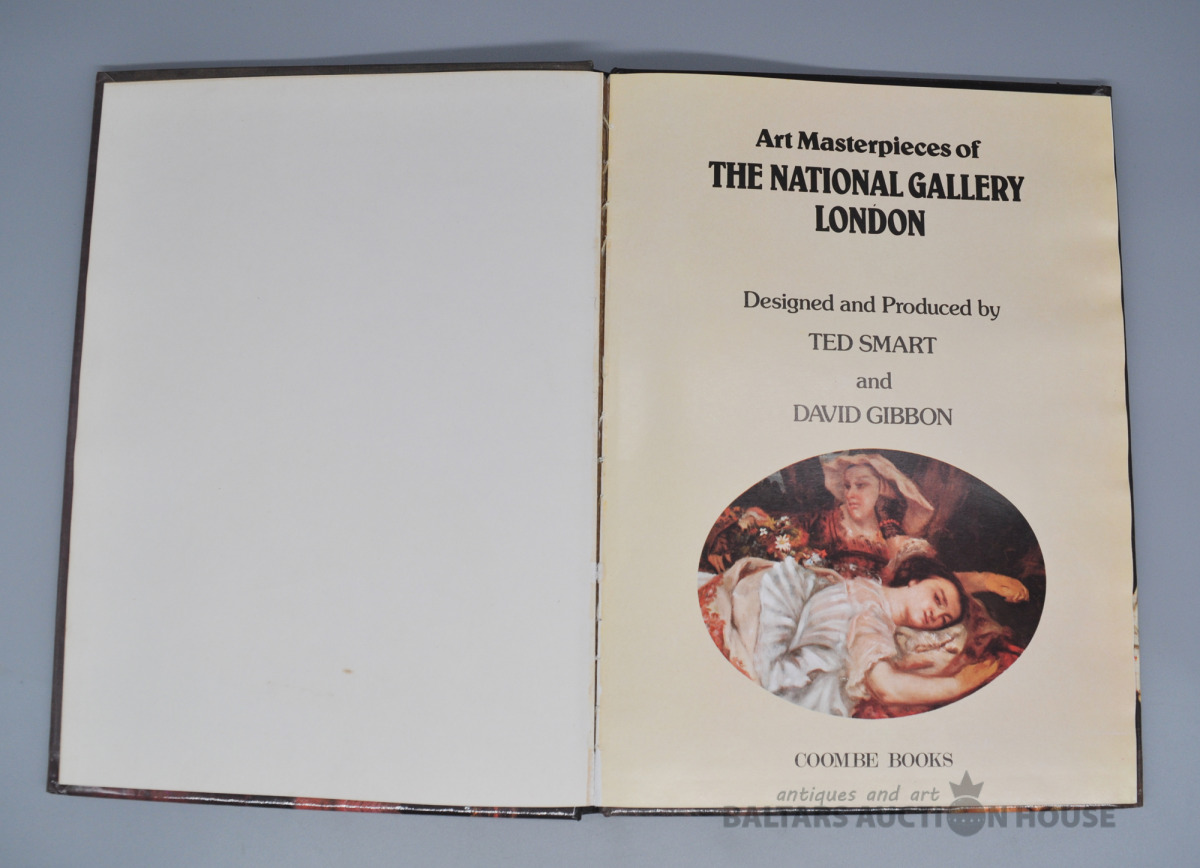 Art Masterpieces of
THE NATIONAL GALLERY
LONDON
Designed and Produced by
TED SMART
and
DAVID GIBBON
COOMBE BOOKS
antiques and art
BALTARS AUCTION HOUSE